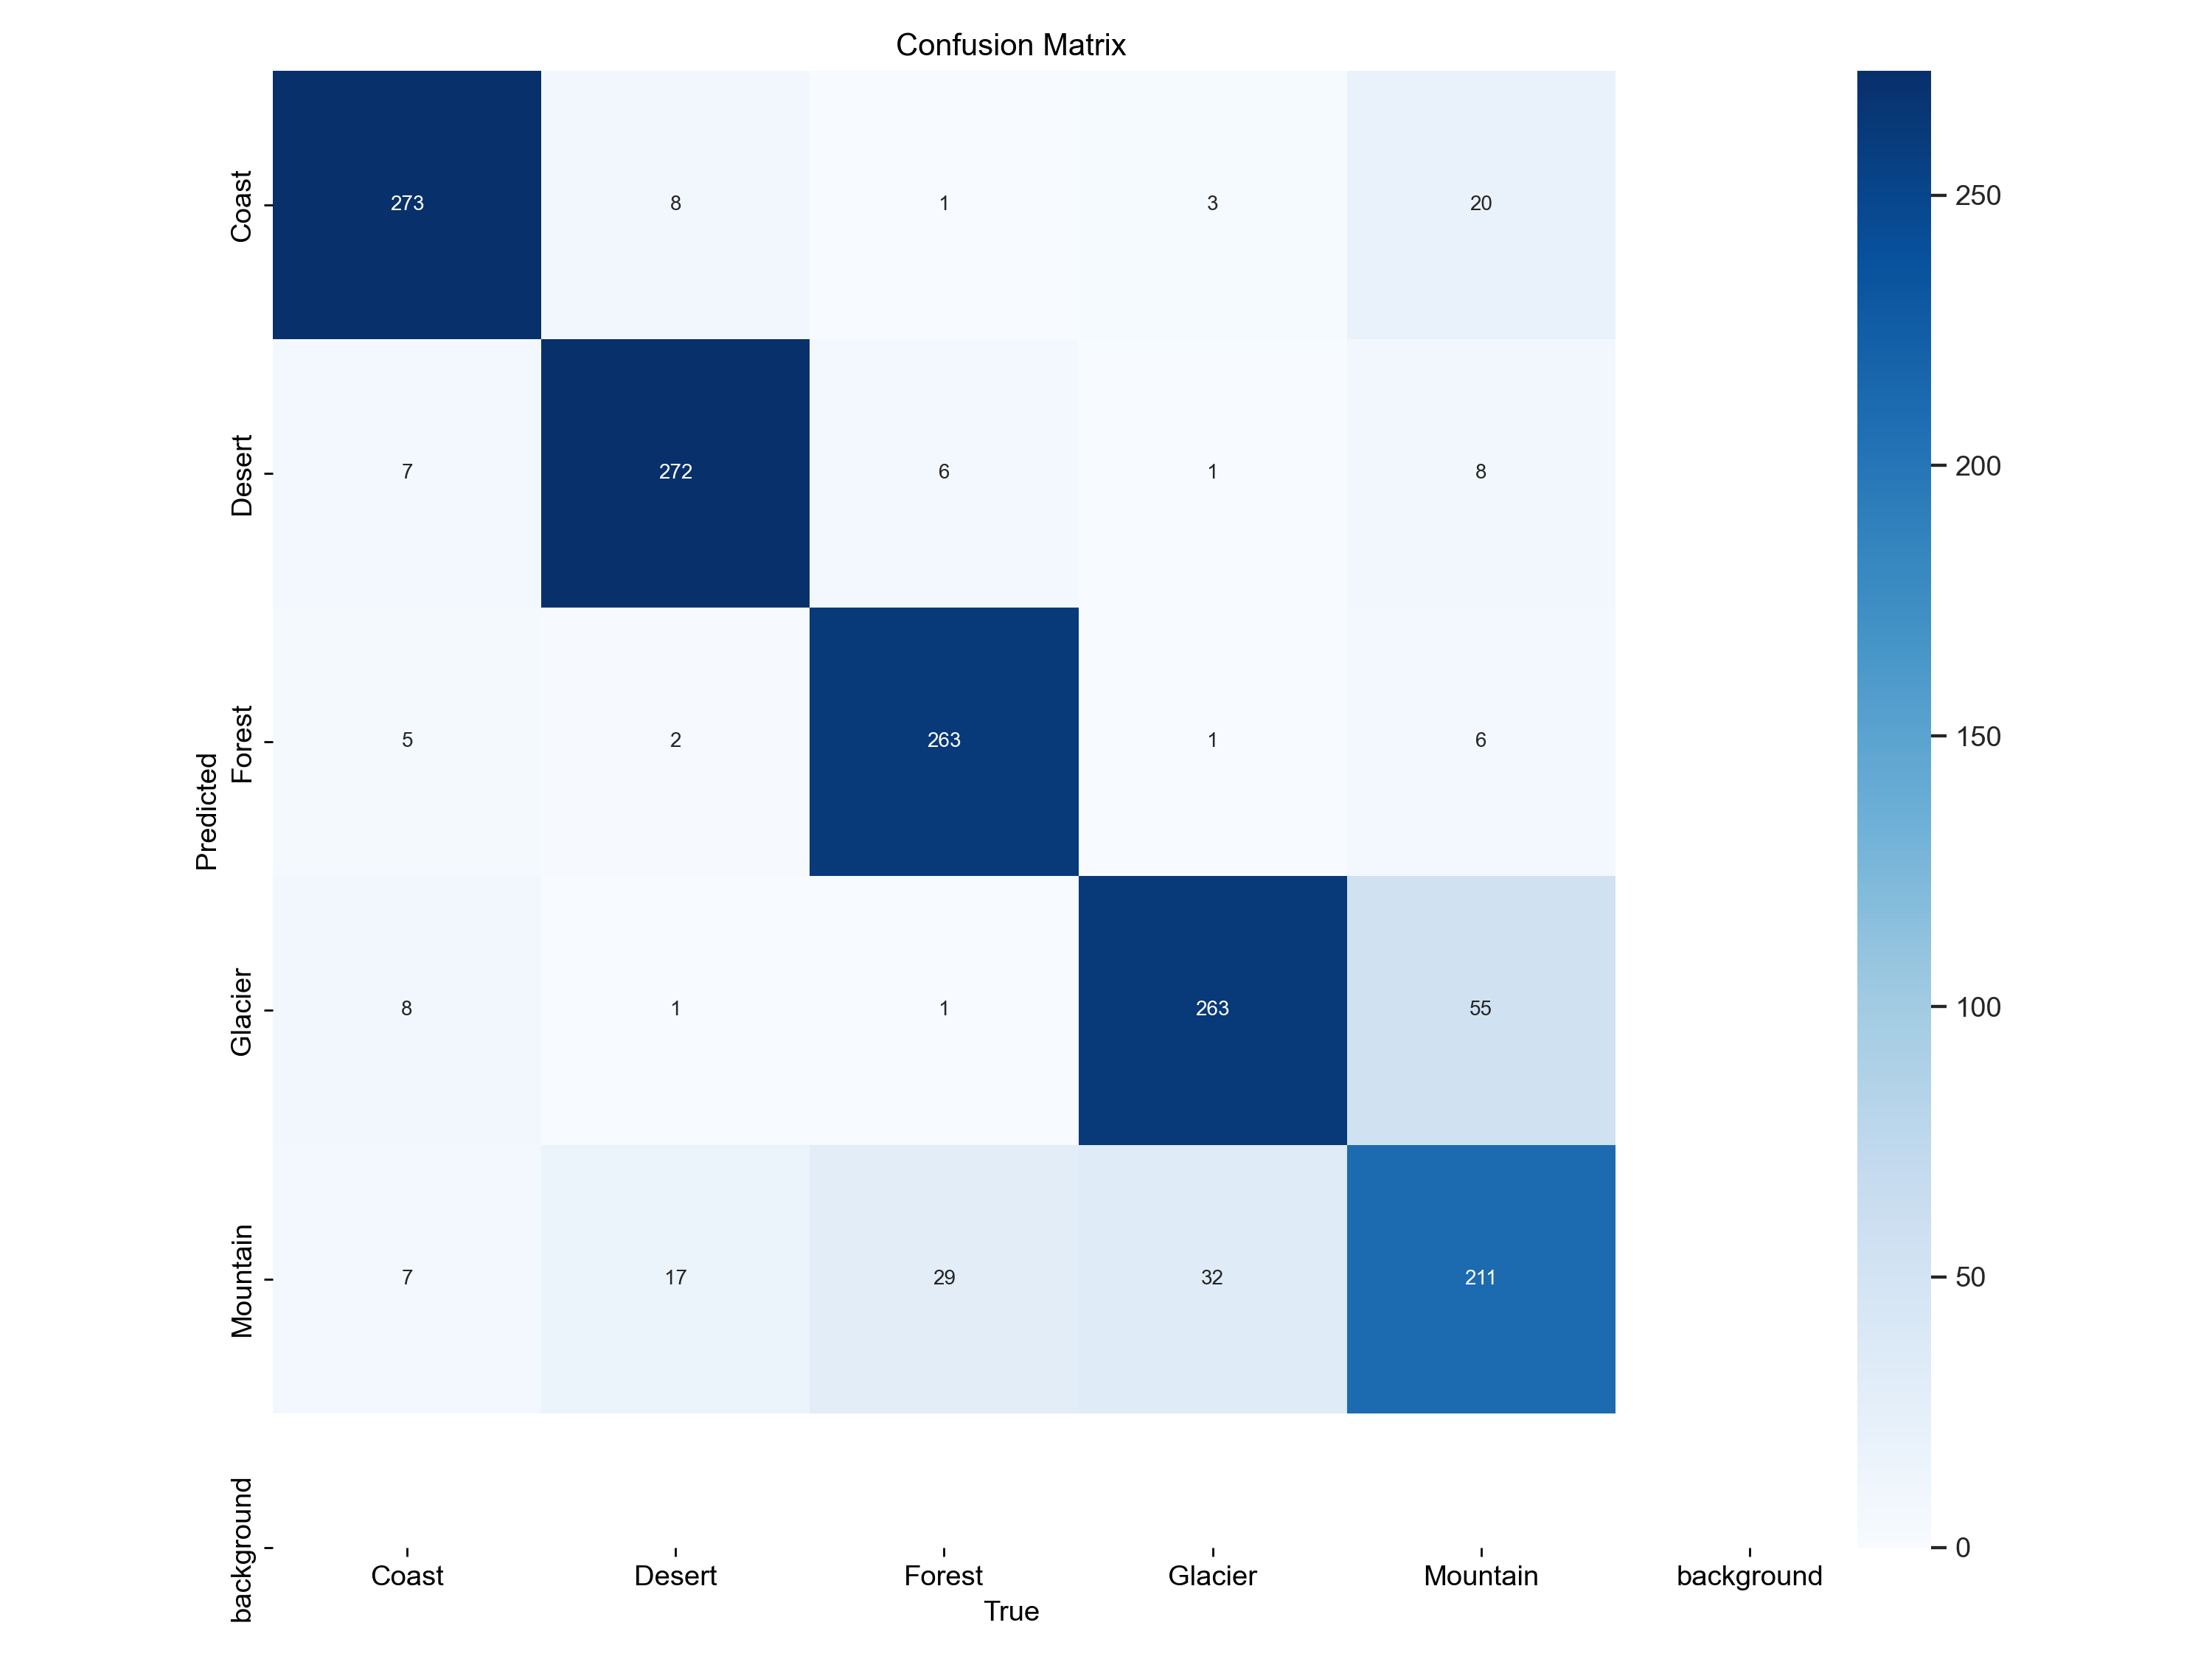 Confusion Matrix
Predicted
Coast
273 8 1 3 20
Desert
7 272 6 1 8
Forest
5 2 263 1 6
Glacier
8 1 1 263 55
Mountain
7 17 29 32 211
background
Coast Desert Forest Glacier Mountain background
True
250
200
150
100
50
0